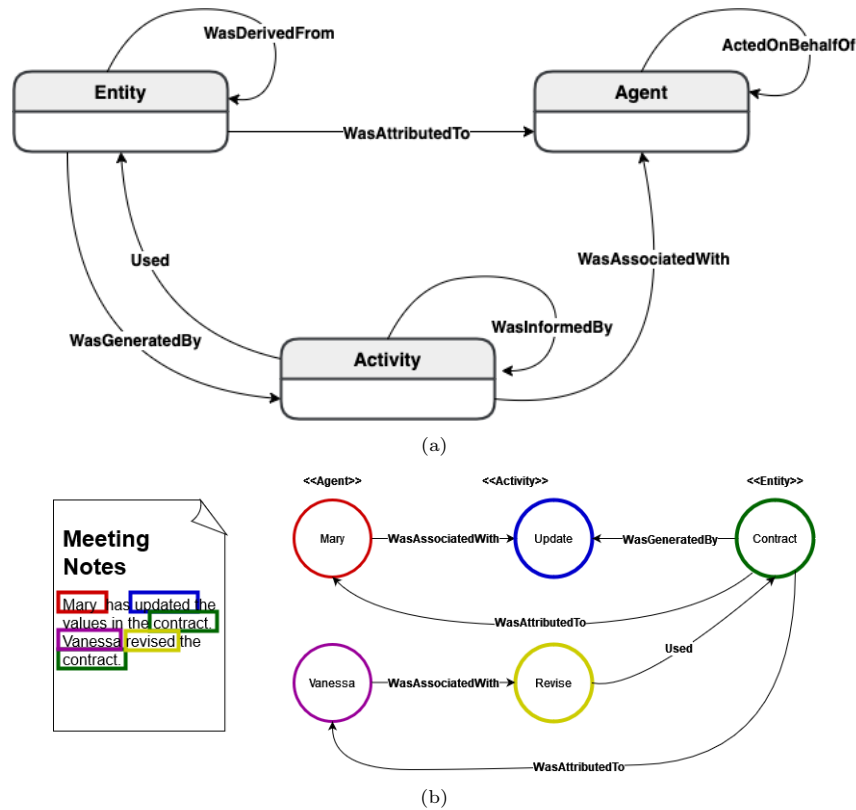 WasDerivedFrom
ActedOnBehalfOf
Entity
Agent
WasAttributedTo
Used
WasAssociatedWith
WasGeneratedBy
WasInformedBy
Activity
(a)
<<Agent>>
<<Activity>>
<<Entity>>
Meeting
Notes
Mary has updated the
values in the contract.
Vanessa revised the
contract.
Mary
WasAssociatedWith
Update
WasGeneratedBy
Contract
WasAttributedTo
Used
Vanessa
WasAssociatedWith
Revise
WasAttributedTo
(b)